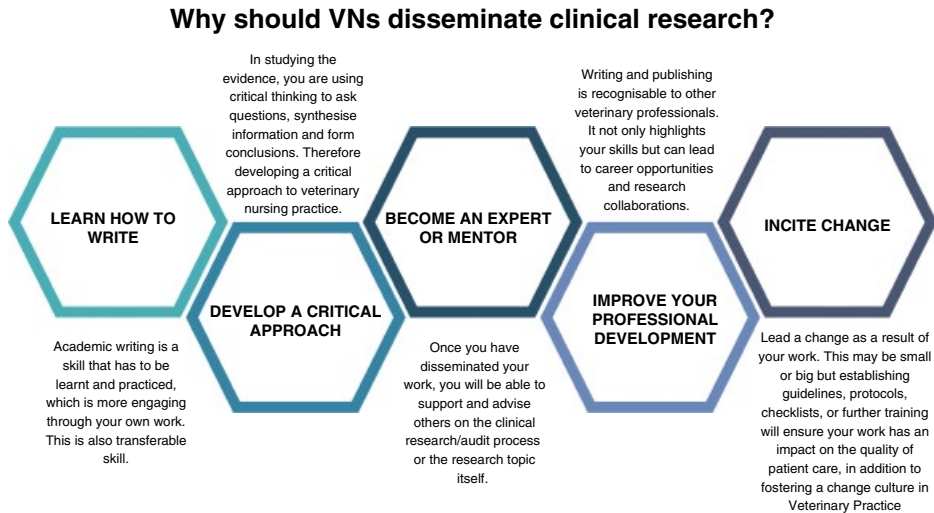 Why should VNs disseminate clinical research?
LEARN HOW TO
WRITE
Academic writing is a
skill that has to be
learnt and practiced,
which is more engaging
through your own work.
This is also transferable
skill.
In studying the
evidence, you are using
critical thinking to ask
questions, synthesise
information and form
conclusions. Therefore
developing a critical
approach to veterinary
nursing practice.
DEVELOP A CRITICAL
APPROACH
BECOME AN EXPERT
OR MENTOR
Once you have
disseminated your
work, you will be able to
support and advise
others on the clinical
research/audit process
or the research topic
itself.
Writing and publishing
is recognisable to other
veterinary professionals.
It not only highlights
your skills but can lead
to career opportunities
and research
collaborations.
IMPROVE YOUR
PROFESSIONAL
DEVELOPMENT
INCITE CHANGE
Lead a change as a result of
your work. This may be small
or big but establishing
guidelines, protocols,
checklists, or further training
will ensure your work has an
impact on the quality of
patient care, in addition to
fostering a change culture in
Veterinary Practice